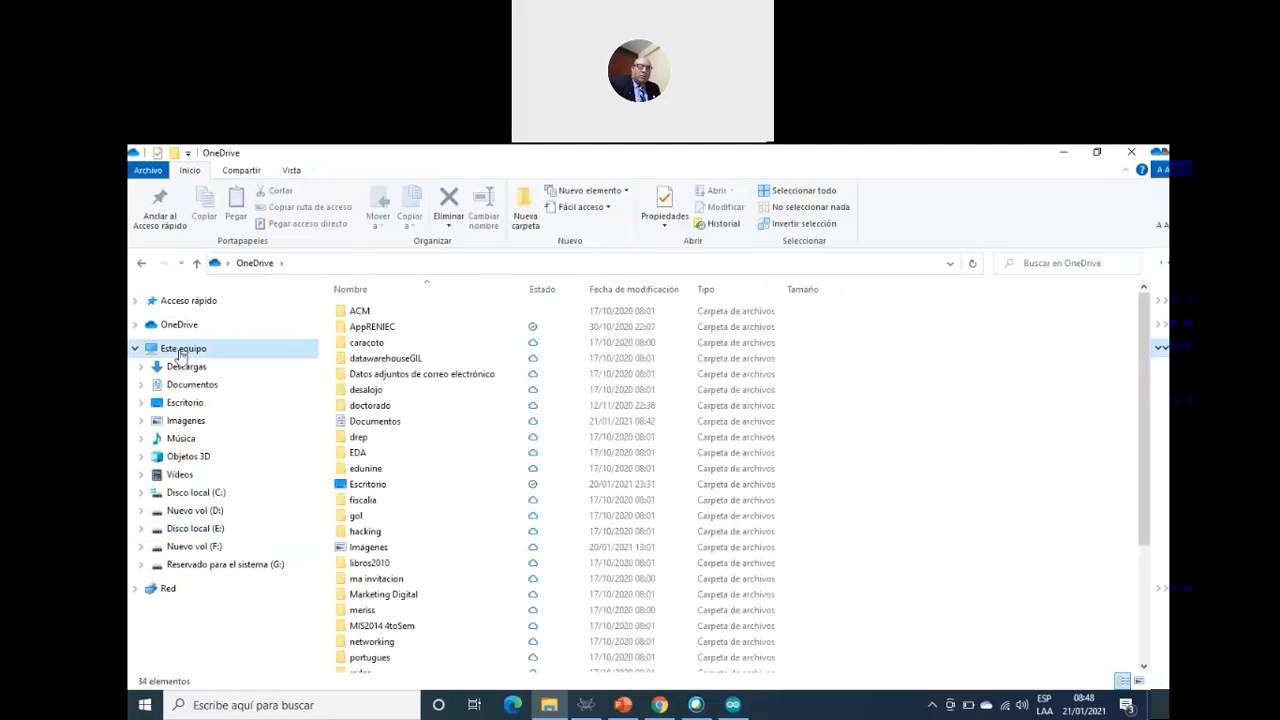 OneDrive
Archivo Inicio Compartir Vista
Anclar al Acceso rápido
Copiar
Pegar
Cortar
Copiar ruta de acceso
Pegar acceso directo
Portapapeles
Mover a
Copiar a
Eliminar
Cambiar nombre
Organizar
Nueva carpeta
Nuevo elemento
Fácil acceso
Nuevo
Propiedades
Abrir
Modificar
Historial
Abrir
Seleccionar todo
No seleccionar nada
Invertir selección
Seleccionar
OneDrive
Buscar en OneDrive
Acceso rápido
OneDrive
Este equipo
Descargas
Documentos
Escritorio
Imágenes
Música
Objetos 3D
Vídeos
Disco local (C:)
Nuevo vol (D:)
Disco local (E:)
Nuevo vol (F:)
Reservado para el sistema (G:)
Red
Nombre Estado Fecha de modificación Tipo Tamaño
ACM 17/10/2020 08:01 Carpeta de archivos
AppRENIEC 30/10/2020 22:07 Carpeta de archivos
caracoto 17/10/2020 08:01 Carpeta de archivos
datawarehouseGIL 17/10/2020 08:01 Carpeta de archivos
Datos adjuntos de correo electrónico 17/10/2020 08:01 Carpeta de archivos
desalojo 17/10/2020 08:01 Carpeta de archivos
doctorado 12/11/2020 22:36 Carpeta de archivos
Documentos 21/01/2021 08:42 Carpeta de archivos
drep 17/10/2020 08:01 Carpeta de archivos
EDA 17/10/2020 08:01 Carpeta de archivos
edunine 17/10/2020 08:01 Carpeta de archivos
Escritorio 20/01/2021 23:31 Carpeta de archivos
fiscalia 17/10/2020 08:01 Carpeta de archivos
gol 17/10/2020 08:01 Carpeta de archivos
hacking 17/10/2020 08:01 Carpeta de archivos
Imágenes 20/01/2021 13:01 Carpeta de archivos
libros2010 17/10/2020 08:01 Carpeta de archivos
ma invitacion 17/10/2020 08:00 Carpeta de archivos
Marketing Digital 17/10/2020 08:01 Carpeta de archivos
meriss 17/10/2020 08:00 Carpeta de archivos
MIS2014 4toSem 17/10/2020 08:01 Carpeta de archivos
networking 17/10/2020 08:01 Carpeta de archivos
portugues 17/10/2020 08:01 Carpeta de archivos
34 elementos
Escribe aquí para buscar
ESP LAA
08:48
21/01/2021
3